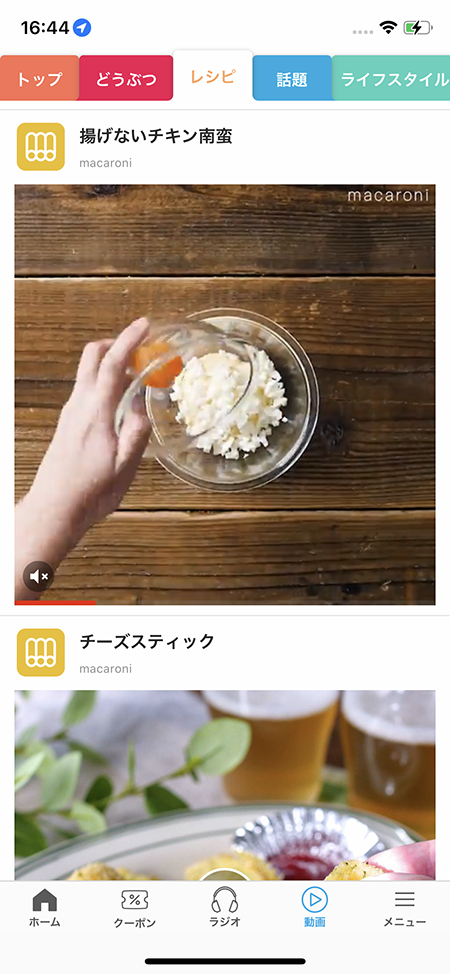 16:44
トップ
どうぶつ
レシピ
話題
ライフスタイル
揚げないチキン南蛮
macaroni
macaroni
チーズスティック
macaroni
ホーム
クーポン
ラジオ
動画
メニュー